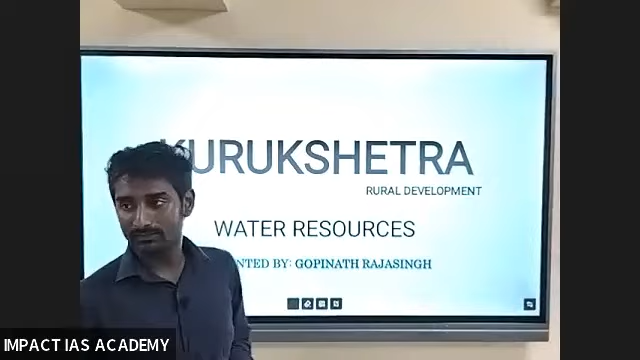 KURUKSHETRA
RURAL DEVELOPMENT
WATER RESOURCES
BY: GOPINATH RAJASINGH
IMPACT IAS ACADEMY